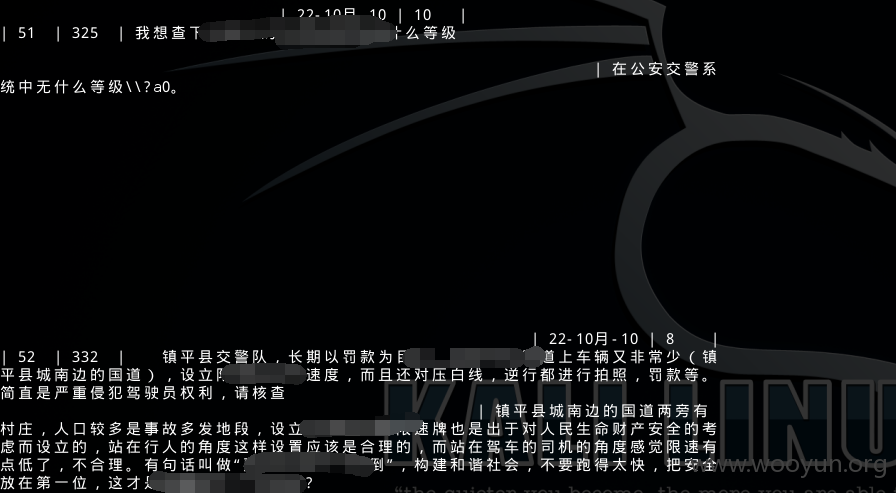 | 22-10月-10 | 10 |
| 51 | 325 | 我想查下 什么等级
| 在公安交警系
统中无什么等级\\?a0。
| 22-10月-10 | 8 |
| 52 | 332 | 镇平县交警队，长期以罚款为目 道上车辆又非常少（镇
平县城南边的国道），设立 速度，而且还对压白线，逆行都进行拍照，罚款等。
简直是严重侵犯驾驶员权利，请核查
| 镇平县城南边的国道两旁有
村庄，人口较多是事故多发地段，设立 限速牌也是出于对人民生命财产安全的考
虑而设立的，站在行人的角度这样设置应该是合理的，而站在驾车的司机的角度感觉限速有
点低了，不合理。有句话叫做“ 倒”，构建和谐社会，不要跑得太快，把安全
放在第一位，这才是 ?
KALI LINU
www.wooyun.org
“the quieter you become, the more you are able